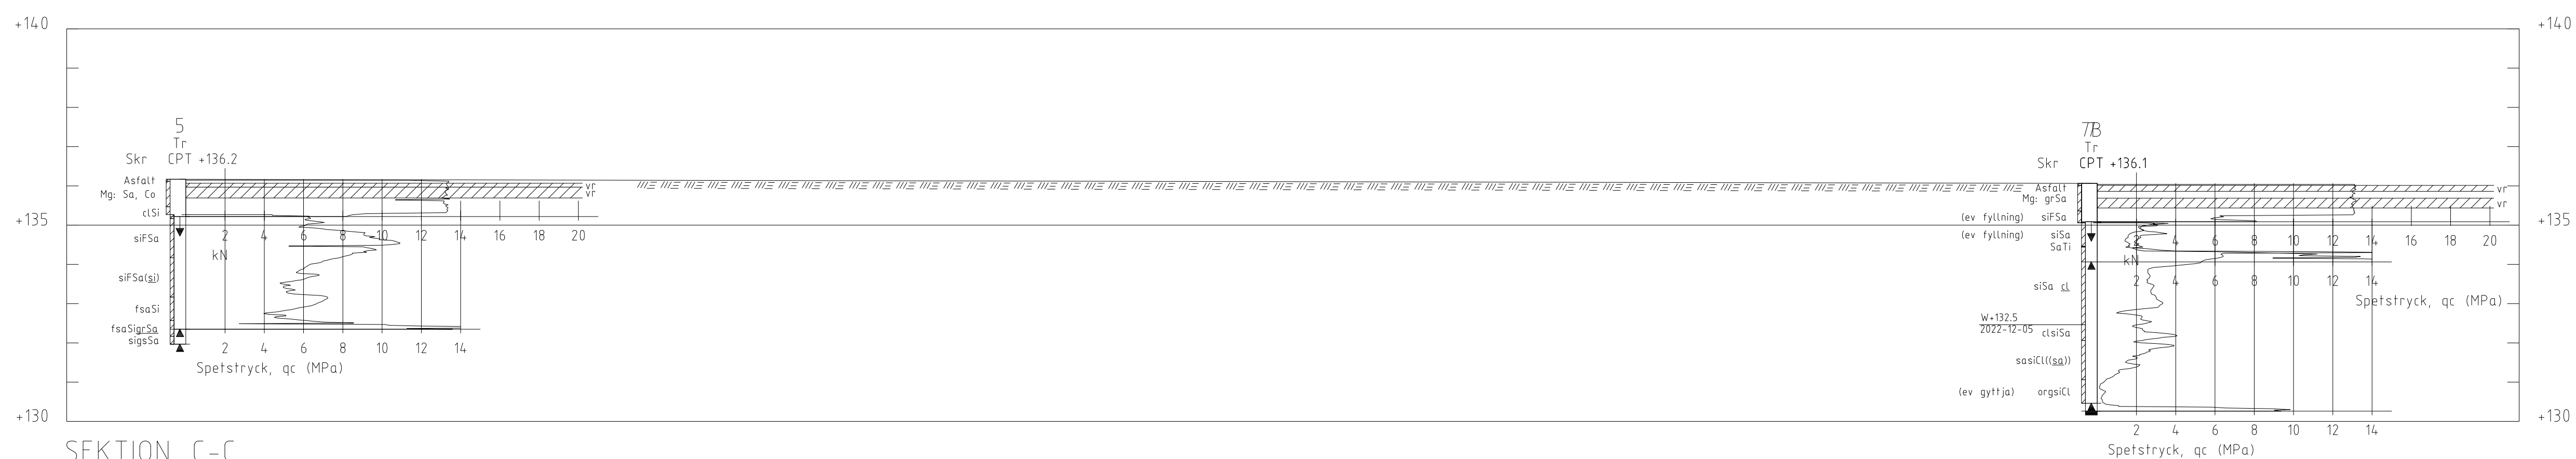 +140 +140
5
Tr
Skr CPT +136.2
Asfalt
Mg: Sa, Co
clSi
siFSa
siFSa(si)
fsaSi
fsaSigrSa
sigsSa
vr
vr
+135
2 4 6 8 10 12 14 16 18 20
kN
2 4 6 8 10 12 14
Spetstryck, qc (MPa)
Tr
Skr CPT +136.1
Asfalt
Mg: grSa
(ev fyllning) siFSa
(ev fyllning) siSa
SaTi
siSa cl
W+132.5
2022-12-05
clsiSa
sasiCl((sa))
(ev gyttja) orgsiCl
vr
vr
+135
2 4 6 8 10 12 14 16 18 20
kN
2 4 6 8 10 12 14
Spetstryck, qc (MPa)
2 4 6 8 10 12 14
Spetstryck, qc (MPa)
+130 +130
SEKTION C-C